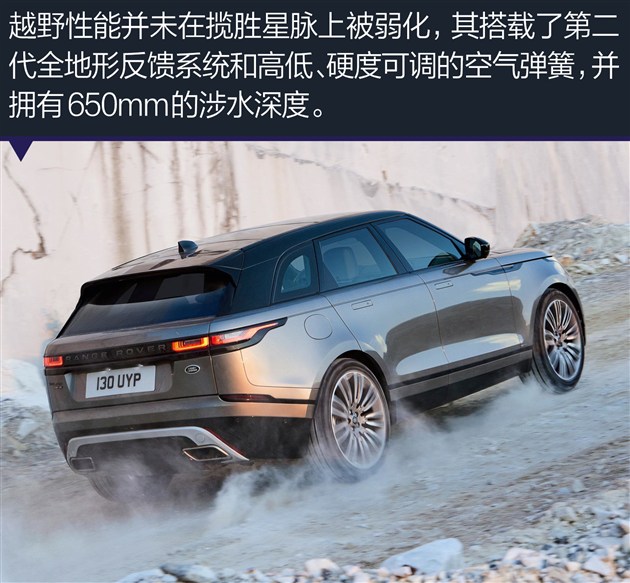 越野性能并未在揽胜星脉上被弱化，其搭载了第二
代全地形反馈系统和高低、硬度可调的空气弹簧，并
拥有650mm的涉水深度。
RANGE ROVER
130 UYP